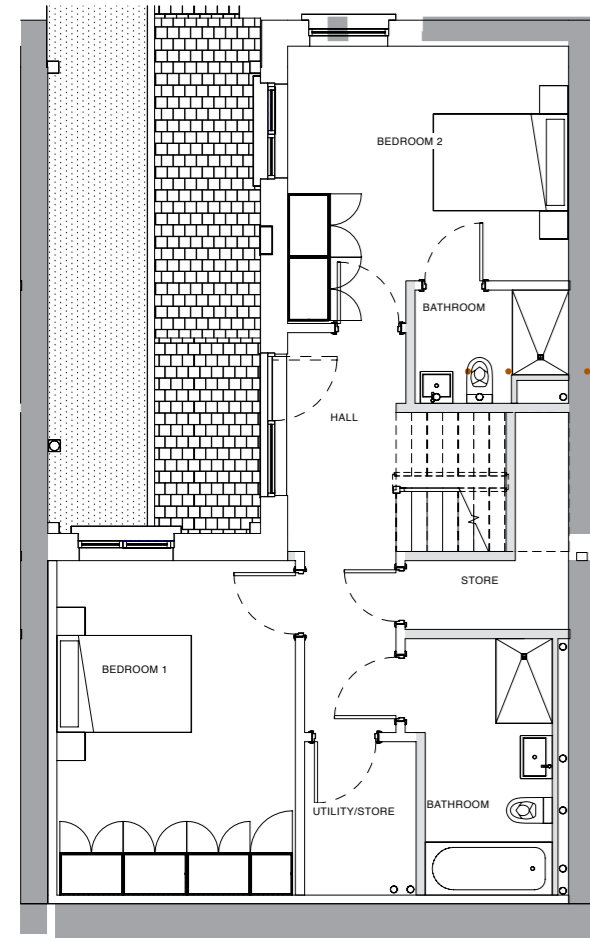 BEDROOM 2
BATHROOM
HALL
STORE
BEDROOM 1
UTILITY/STORE
BATHROOM